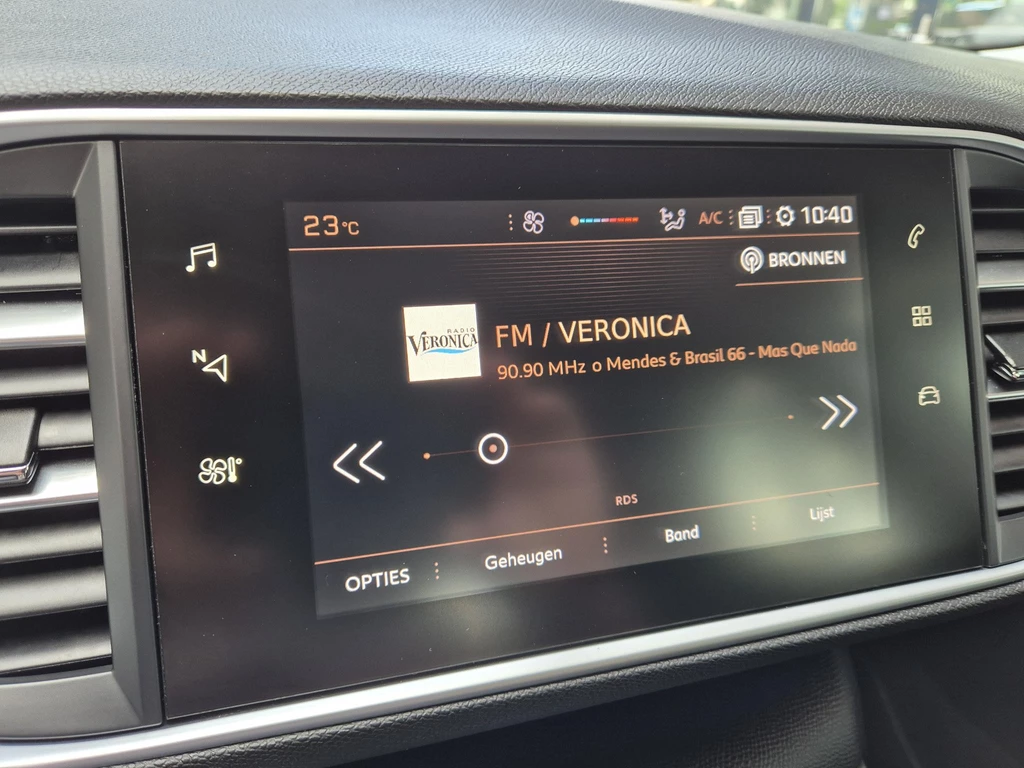 23°C A/C 10:40
BRONNEN
RADIO
VERONICA
FM / VERONICA
90.90 MHz o Mendes & Brasil 66 - Mas Que Nada
N
RDS
OPTIES Geheugen Band Lijst